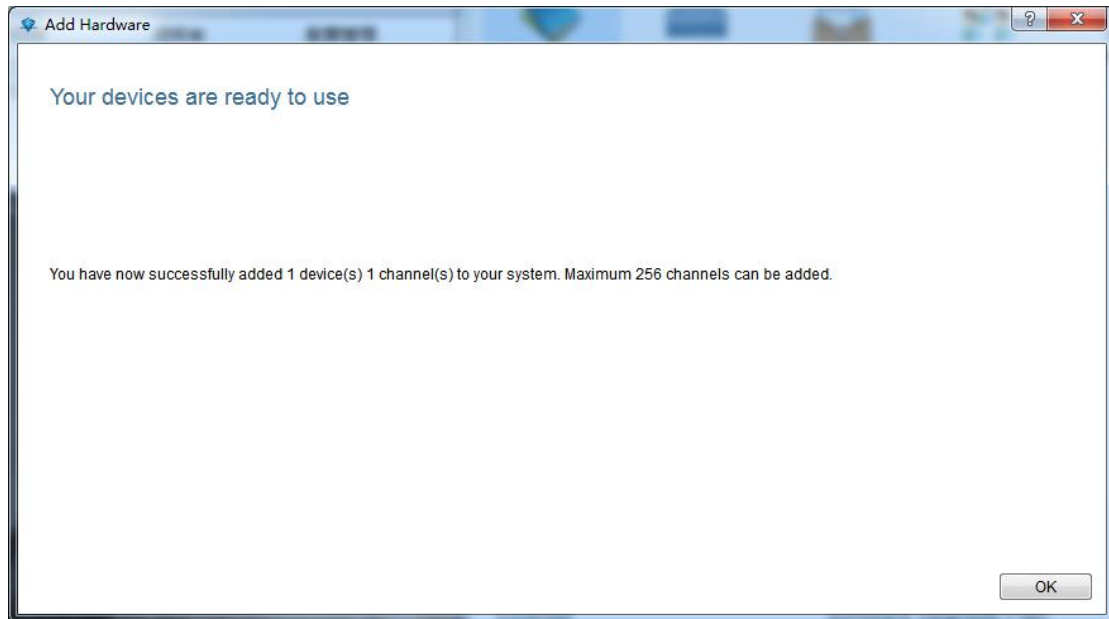 Add Hardware
?
Your devices are ready to use
You have now successfully added 1 device(s) 1 channel(s) to your system. Maximum 256 channels can be added.
OK